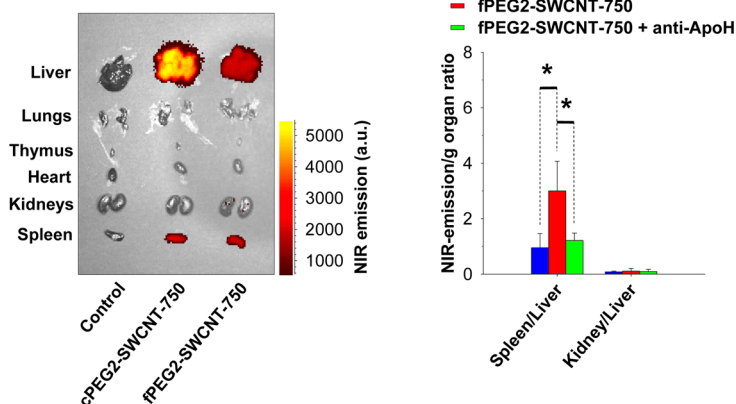 Liver
Lungs
Thymus
Heart
Kidneys
Spleen
Control
cPEG2-SWCNT-750
fPEG2-SWCNT-750
5000
4000
3000
2000
1000
NIR emission (a.u.)
fPEG2-SWCNT-750
fPEG2-SWCNT-750 + anti-ApoH
NIR-emission/g organ ratio
8
6
4
2
0
*
*
Spleen/Liver
Kidney/Liver